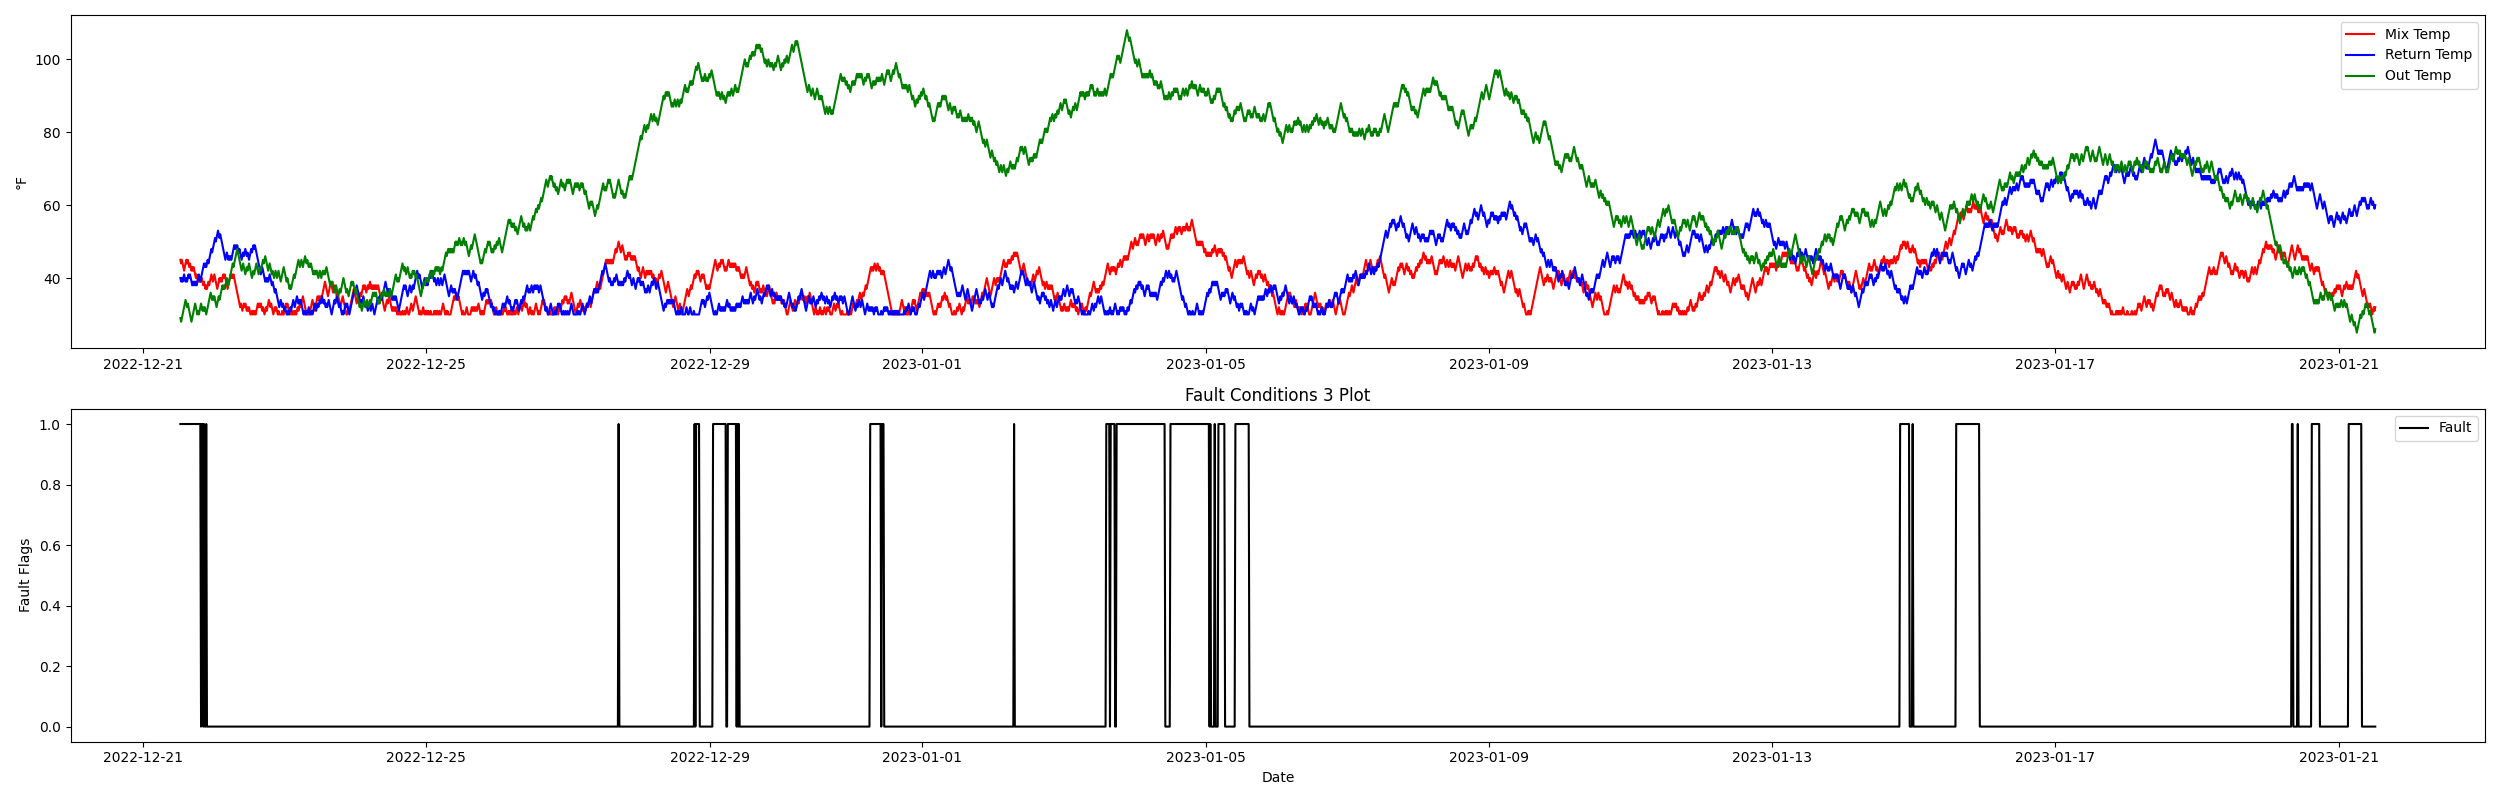 100
80
60
40
°F
Mix Temp
Return Temp
Out Temp
2022-12-21 2022-12-25 2022-12-29 2023-01-01 2023-01-05 2023-01-09 2023-01-13 2023-01-17 2023-01-21
Fault Conditions 3 Plot
1.0
0.8
0.6
0.4
0.2
0.0
Fault Flags
Fault
2022-12-21 2022-12-25 2022-12-29 2023-01-01 2023-01-05 2023-01-09 2023-01-13 2023-01-17 2023-01-21
Date